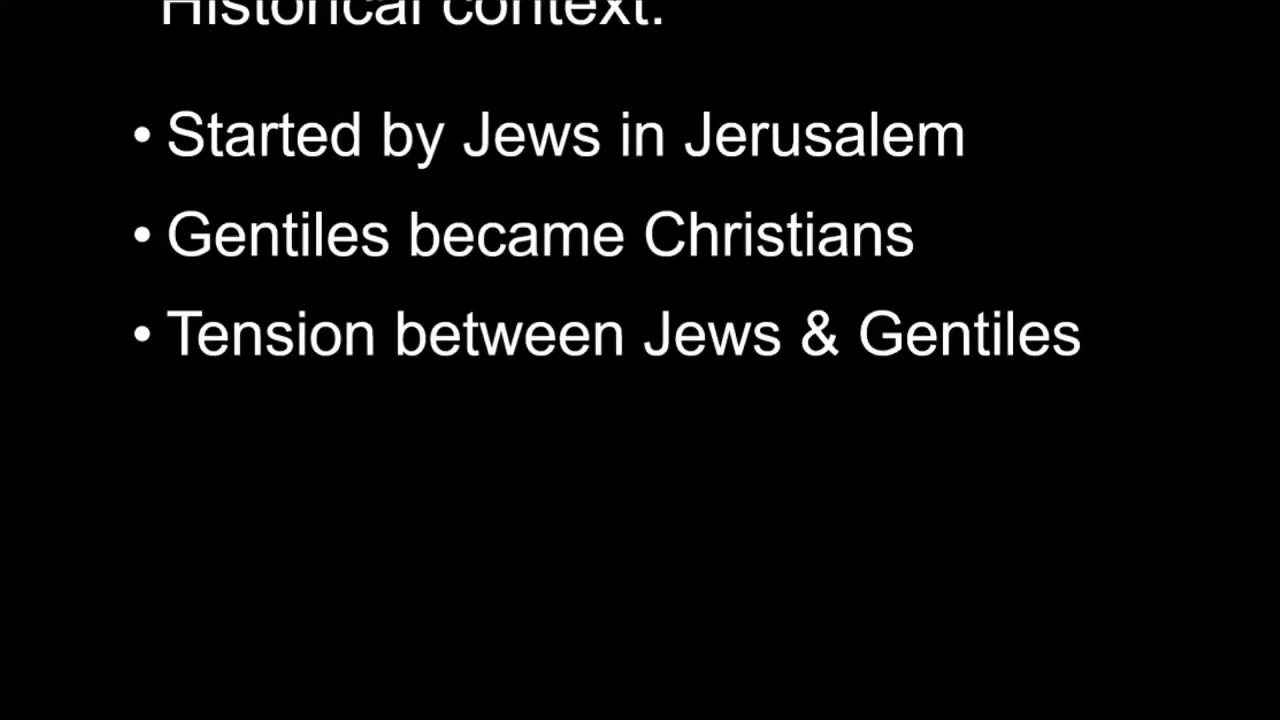 Historical context:
• Started by Jews in Jerusalem
• Gentiles became Christians
• Tension between Jews & Gentiles